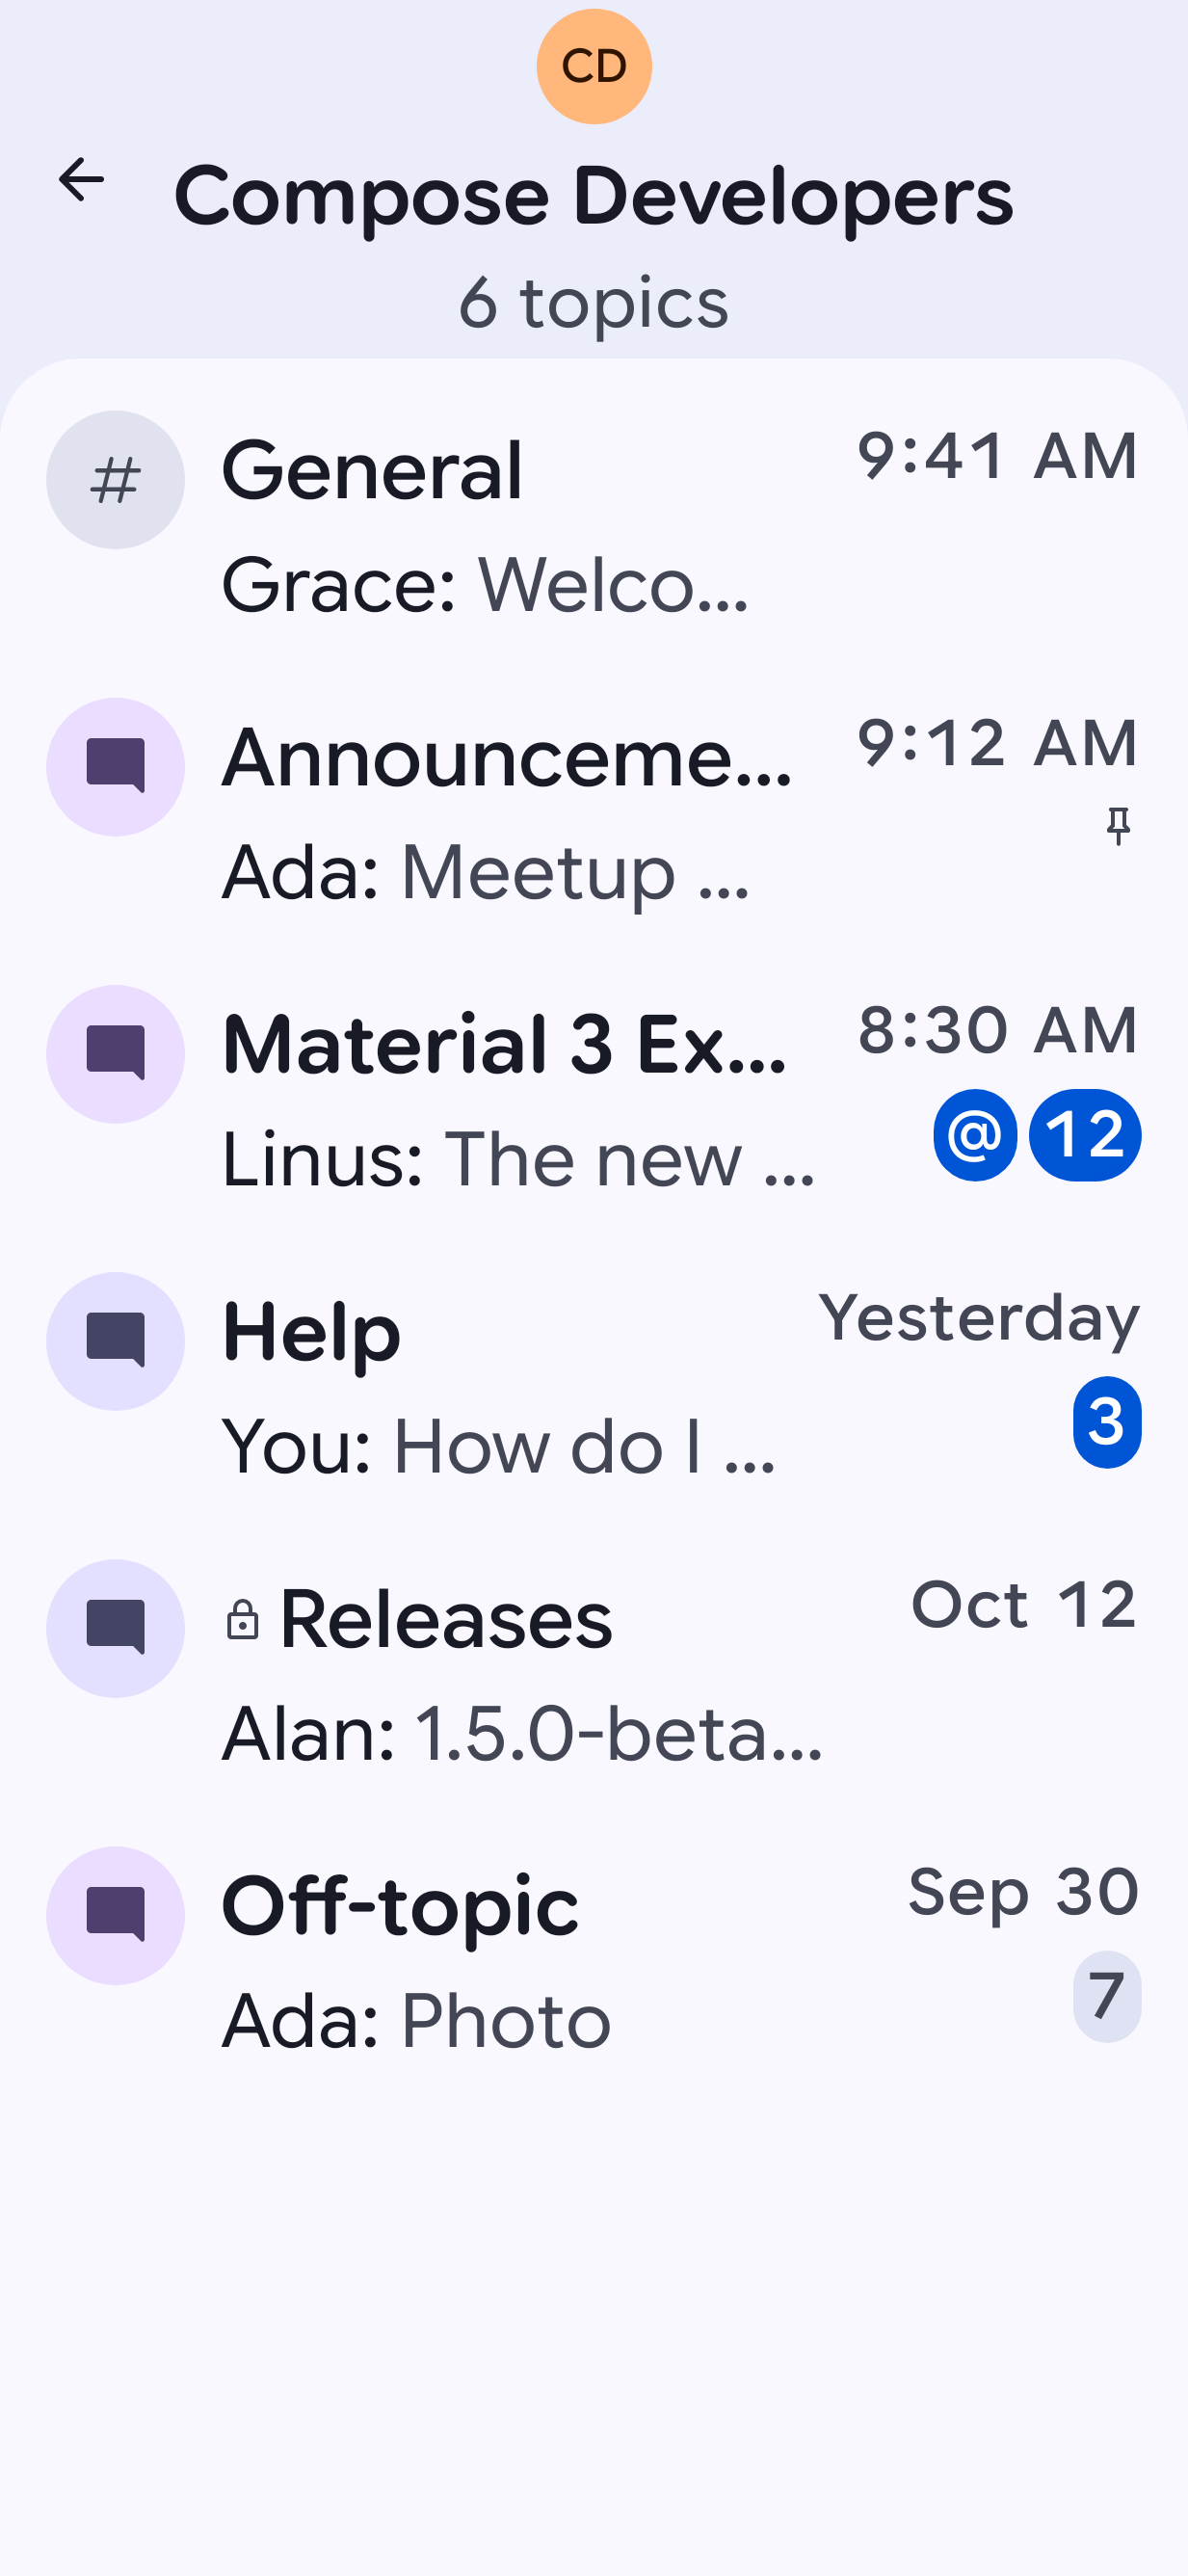 CD
Compose Developers
6 topics
#
General 9:41 AM
Grace: Welco...
Announceme... 9:12 AM
Ada: Meetup ...
Material 3 Ex... 8:30 AM
Linus: The new ... @ 12
Help Yesterday
You: How do I ... 3
Releases Oct 12
Alan: 1.5.0-beta...
Off-topic Sep 30
Ada: Photo 7